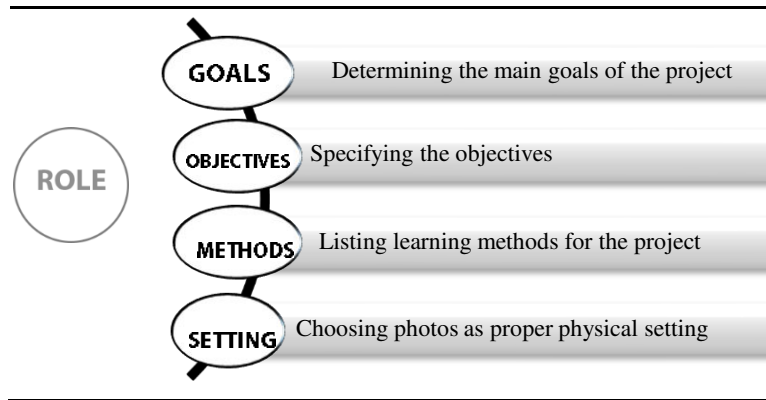 GOALS Determining the main goals of the project
OBJECTIVES Specifying the objectives
ROLE
METHODS Listing learning methods for the project
SETTING Choosing photos as proper physical setting